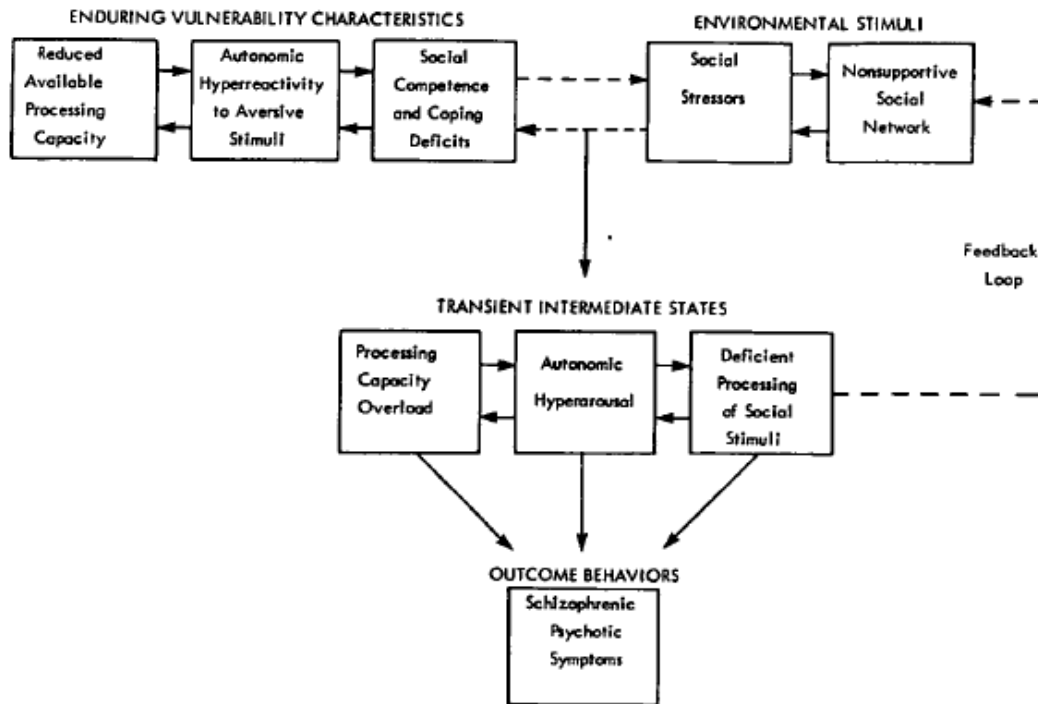 ENDURING VULNERABILITY CHARACTERISTICS
Reduced
Available
Processing
Capacity
Autonomic
Hyperreactivity
to Aversive
Stimuli
Social
Competence
and Coping
Deficits
ENVIRONMENTAL STIMULI
Social
Stressors
Nonsupportive
Social
Network
Feedback
Loop
TRANSIENT INTERMEDIATE STATES
Processing
Capacity
Overload
Autonomic
Hyperarousal
Deficient
Processing
of Social
Stimuli
OUTCOME BEHAVIORS
Schizophrenic
Psychotic
Symptoms